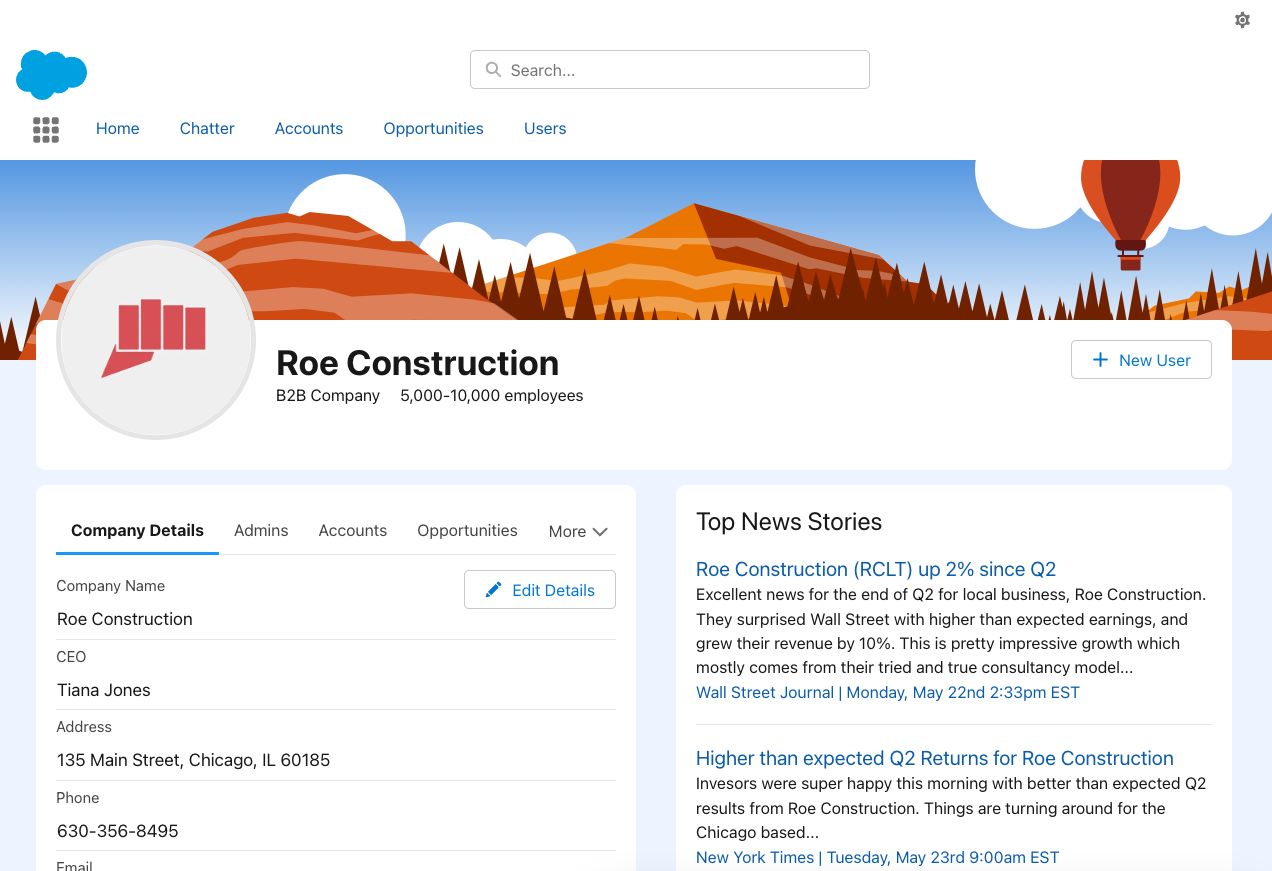 Search...
Home Chatter Accounts Opportunities Users
Roe Construction
B2B Company 5,000-10,000 employees
New User
Company Details Admins Accounts Opportunities More
Company Name
Edit Details
Roe Construction
CEO
Tiana Jones
Address
135 Main Street, Chicago, IL 60185
Phone
630-356-8495
Email
Top News Stories
Roe Construction (RCLT) up 2% since Q2
Excellent news for the end of Q2 for local business, Roe Construction.
They surprised Wall Street with higher than expected earnings, and
grew their revenue by 10%. This is pretty impressive growth which
mostly comes from their tried and true consultancy model...
Wall Street Journal | Monday, May 22nd 2:33pm EST
Higher than expected Q2 Returns for Roe Construction
Invesors were super happy this morning with better than expected Q2
results from Roe Construction. Things are turning around for the
Chicago based...
New York Times | Tuesday, May 23rd 9:00am EST